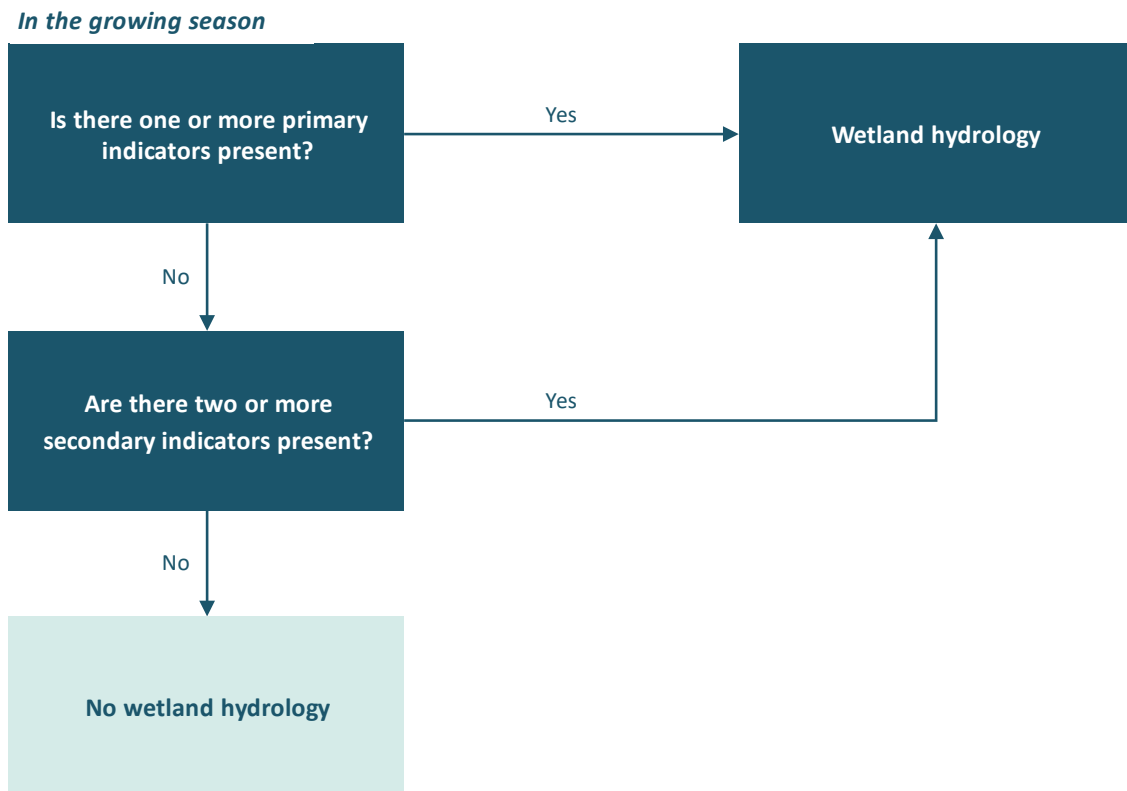 In the growing season
Is there one or more primary
indicators present?
Yes
Wetland hydrology
No
Are there two or more
secondary indicators present?
Yes
No
No wetland hydrology